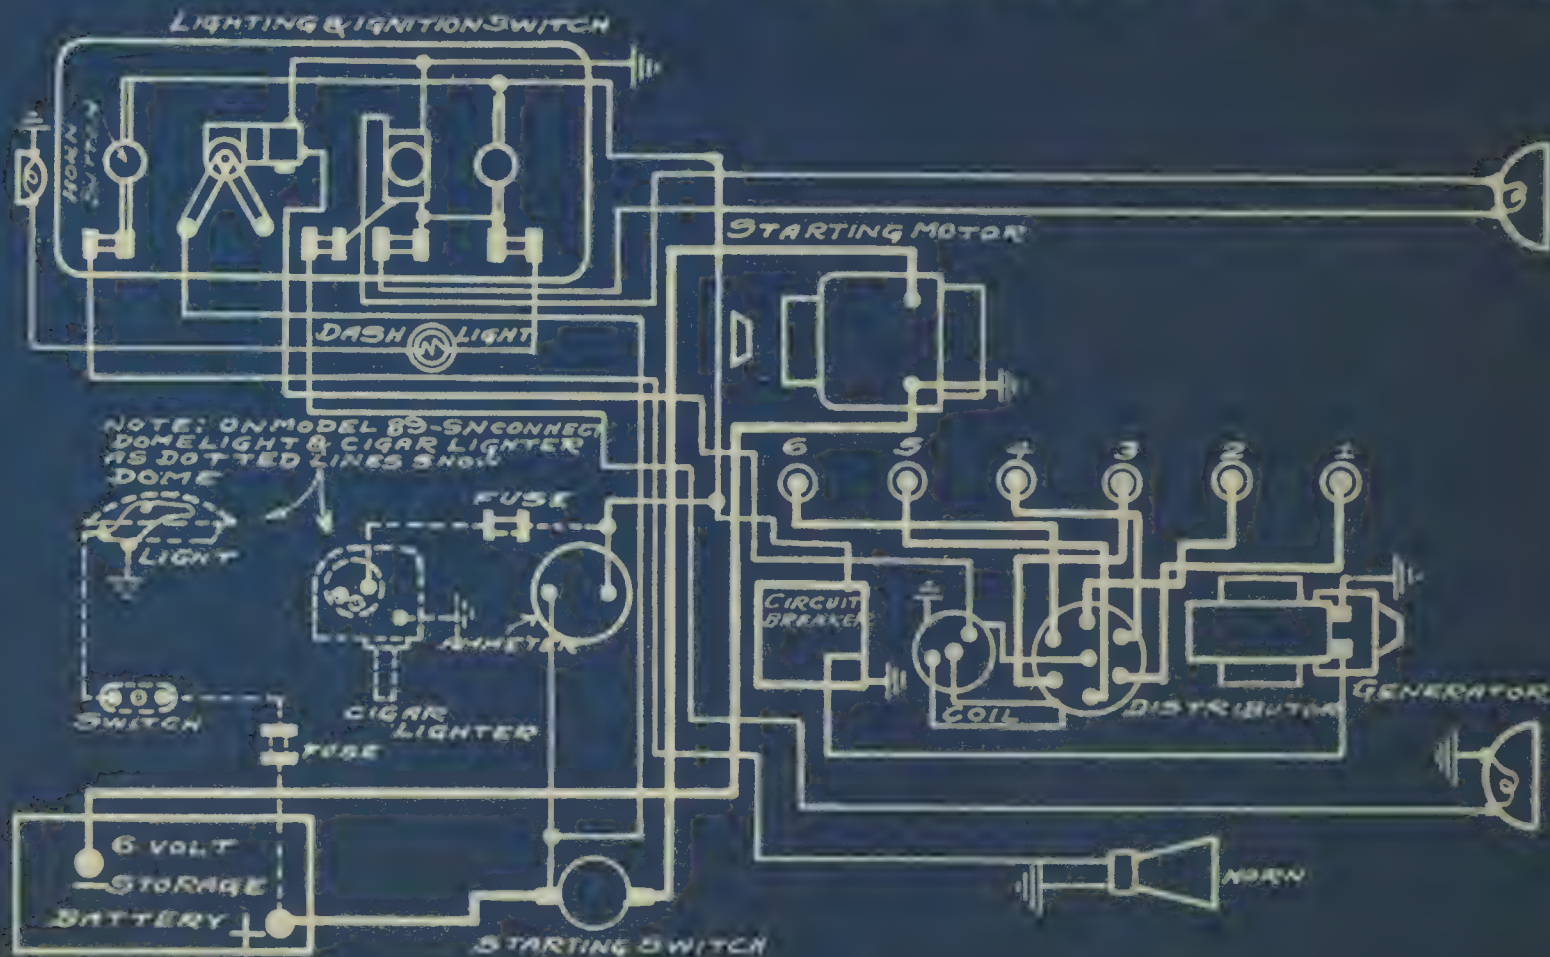 LIGHTING & IGNITION SWITCH
HORN
BUTTON
STARTING MOTOR
DASH LIGHT
NOTE: ON MODEL 89-SN CONNECT
DOME LIGHT & CIGAR LIGHTER
AS DOTTED LINES SHOW
DOME
LIGHT
FUSE
6 5 4 3 2 1
CIRCUIT
BREAKER
AMMETER
SWITCH
CIGAR
LIGHTER
COIL
DISTRIBUTOR
GENERATOR
FUSE
6 VOLT
STORAGE
BATTERY
HORN
STARTING SWITCH